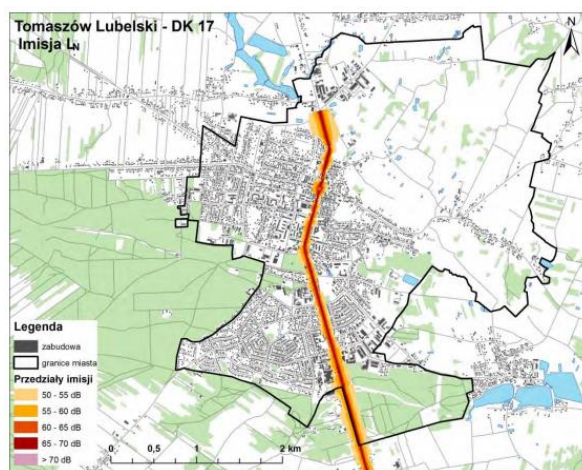 Tomaszów Lubelski - DK 17
Imisja LN
N
Legenda
zabudowa
granice miasta
Przedziały imisji
50 - 55 dB
55 - 60 dB
60 - 65 dB
65 - 70 dB
> 70 dB
0 0,5 1 2 km